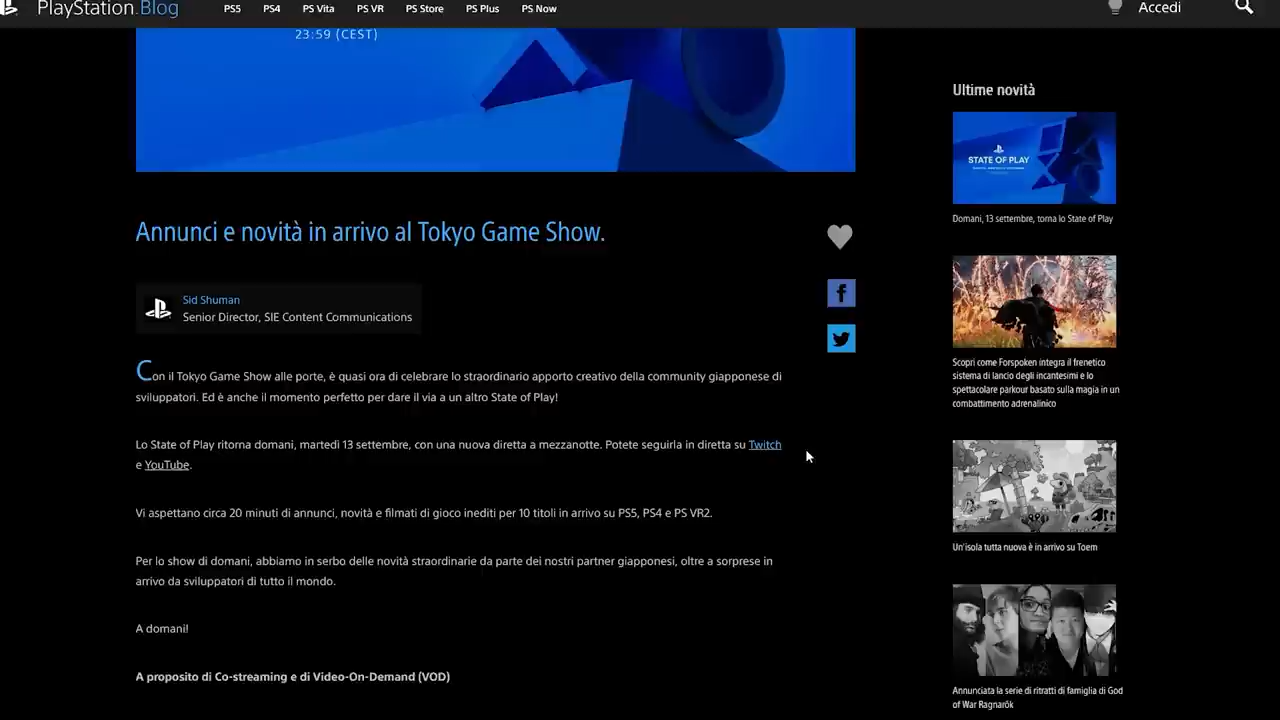 PlayStation.Blog
PS5
PS4
PS Vita
PS VR
PS Store
PS Plus
PS Now
Accedi
23:59 (CEST)
Annunci e novità in arrivo al Tokyo Game Show.
Sid Shuman
Senior Director, SIE Content Communications
Con il Tokyo Game Show alle porte, è quasi ora di celebrare lo straordinario apporto creativo della community giapponese di
sviluppatori. Ed è anche il momento perfetto per dare il via a un altro State of Play!
Lo State of Play ritorna domani, martedì 13 settembre, con una nuova diretta a mezzanotte. Potete seguirla in diretta su Twitch
e YouTube.
Vi aspettano circa 20 minuti di annunci, novità e filmati di gioco inediti per 10 titoli in arrivo su PS5, PS4 e PS VR2.
Per lo show di domani, abbiamo in serbo delle novità straordinarie da parte dei nostri partner giapponesi, oltre a sorprese in
arrivo da sviluppatori di tutto il mondo.
A domani!
A proposito di Co-streaming e di Video-On-Demand (VOD)
Ultime novità
STATE OF PLAY
Domani, 13 settembre, torna lo State of Play
Scopri come Forspoken integra il frenetico
sistema di lancio degli incantesimi e lo
spettacolare parkour basato sulla magia in un
combattimento adrenalinico
Un'isola tutta nuova è in arrivo su Toem
Annunciata la serie di ritratti di famiglia di God
of War Ragnarök